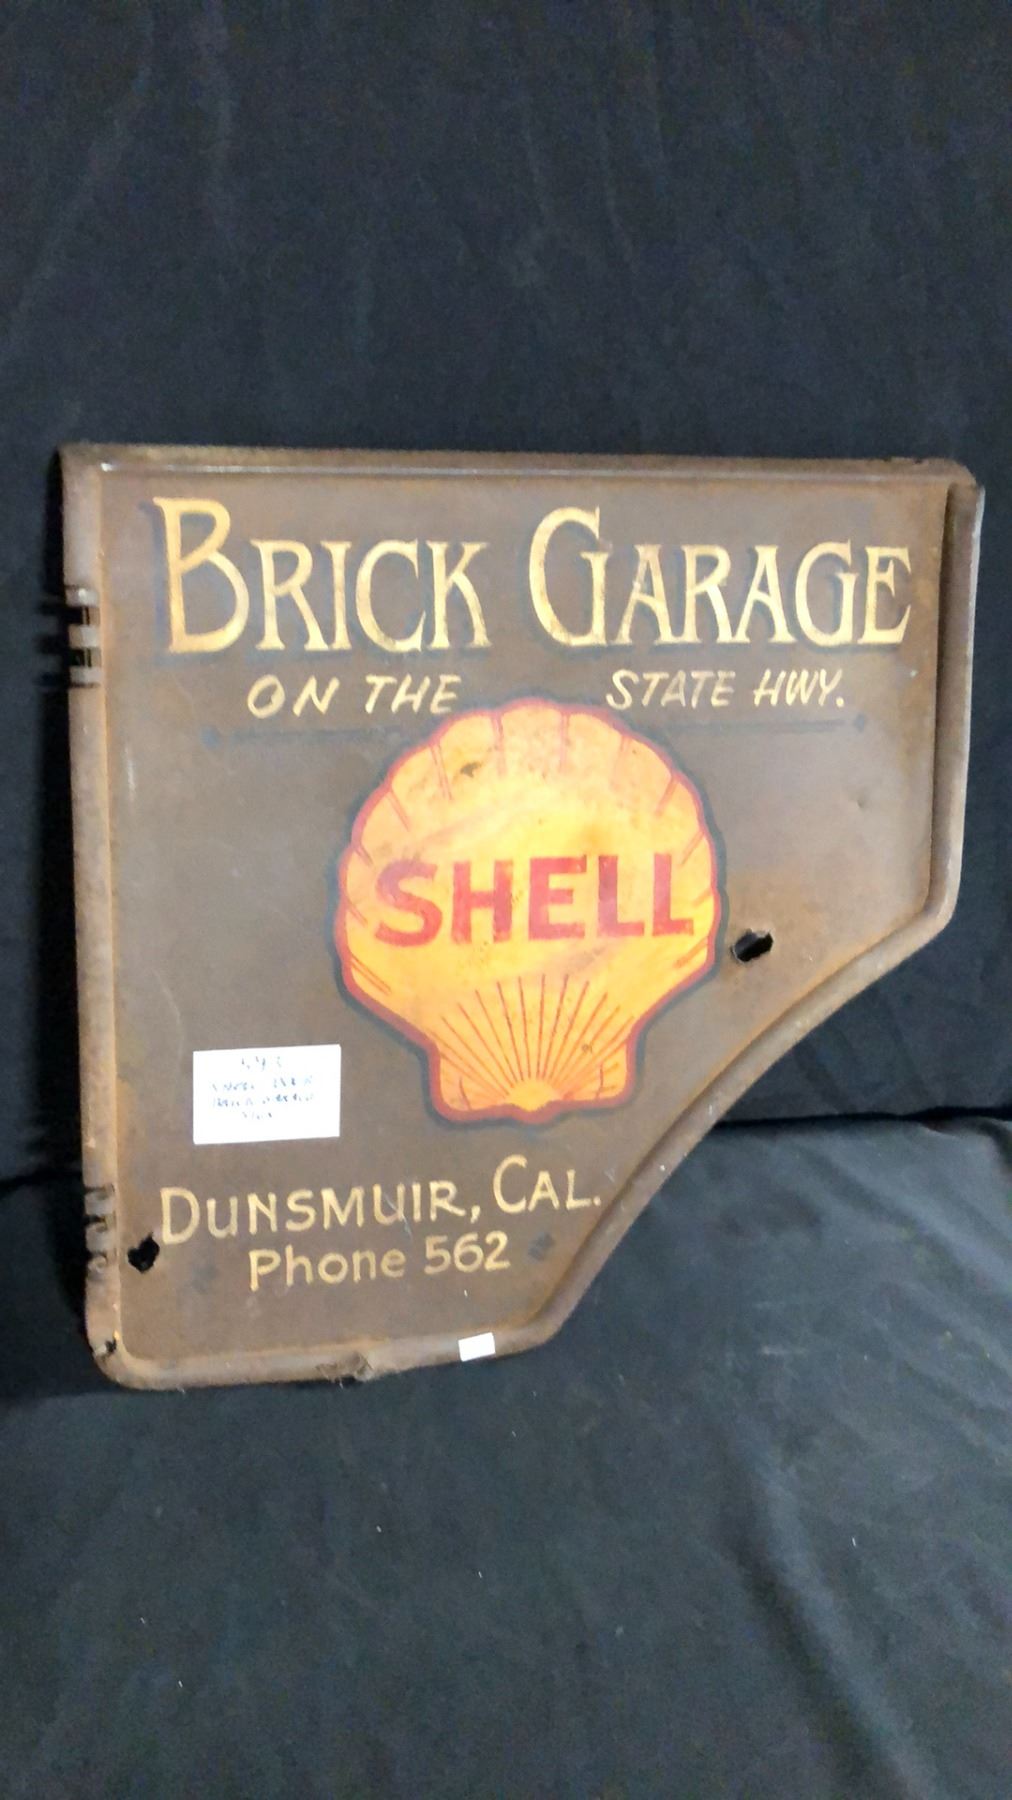 BRICK GARAGE
ON THE STATE HWY.
SHELL
DUNSMUIR, CAL.
Phone 562